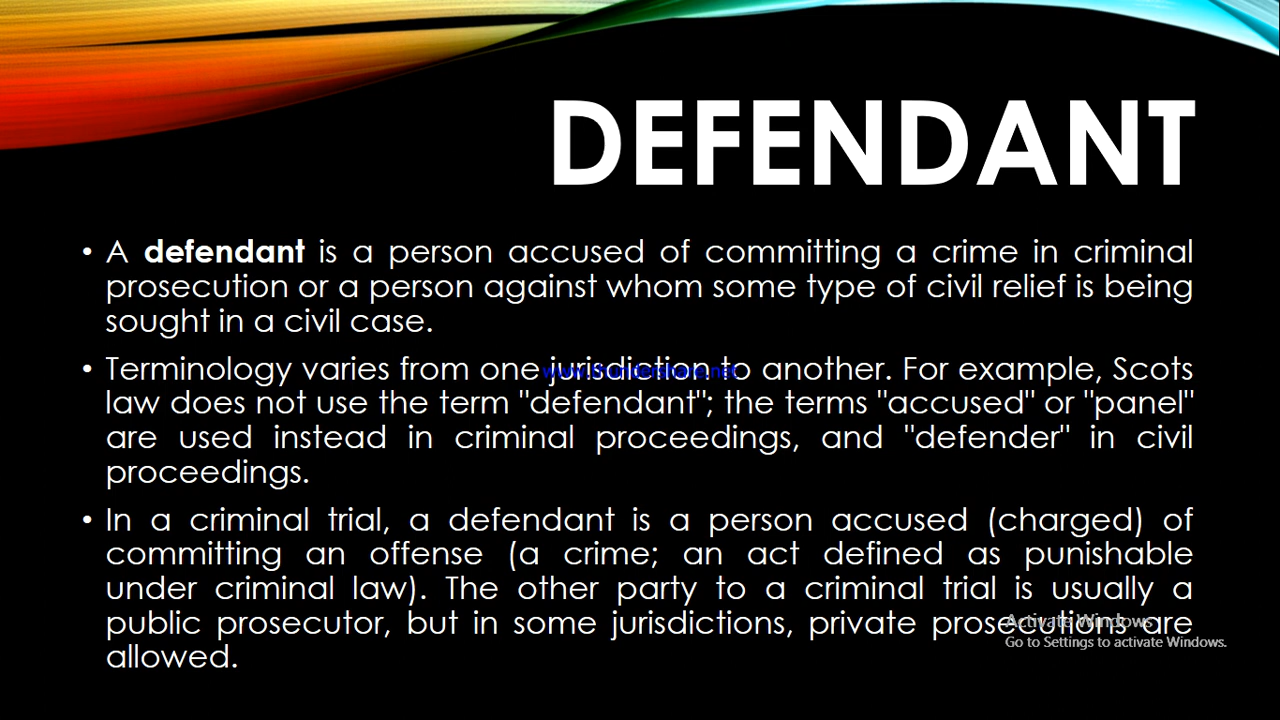 DEFENDANT
• A defendant is a person accused of committing a crime in criminal
prosecution or a person against whom some type of civil relief is being
sought in a civil case.
• Terminology varies from one jurisdiction to another. For example, Scots
www.thundershare.net
law does not use the term "defendant"; the terms "accused" or "panel"
are used instead in criminal proceedings, and "defender" in civil
proceedings.
• In a criminal trial, a defendant is a person accused (charged) of
committing an offense (a crime; an act defined as punishable
under criminal law). The other party to a criminal trial is usually a
public prosecutor, but in some jurisdictions, private prosecutions are
allowed.
Activate Windows
Go to Settings to activate Windows.